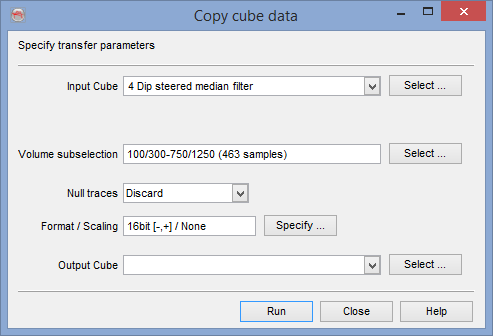 Copy cube data
Specify transfer parameters
Input Cube 4 Dip steered median filter Select ...
Volume subselection 100/300-750/1250 (463 samples) Select ...
Null traces Discard
Format / Scaling 16bit [-,+] / None Specify ...
Output Cube Select ...
Run Close Help